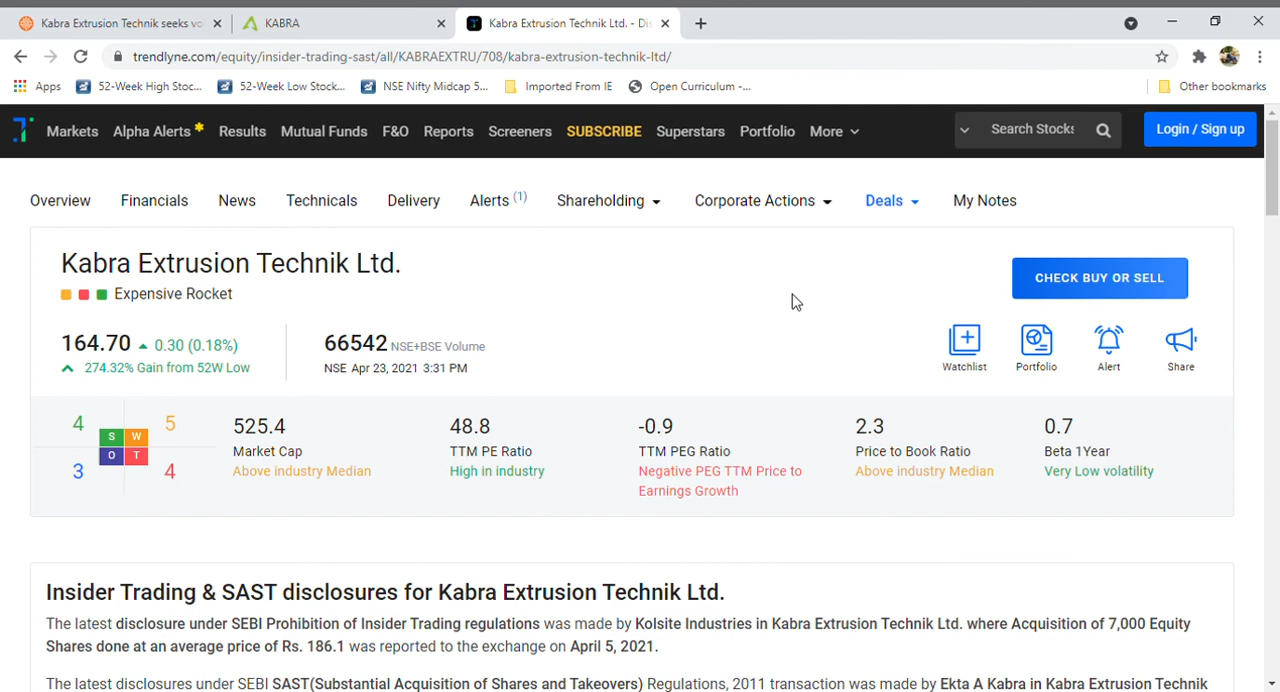 Kabra Extrusion Technik seeks vo
KABRA
Kabra Extrusion Technik Ltd. - Dis
trendlyne.com/equity/insider-trading-sast/all/KABRAEXTRU/708/kabra-extrusion-technik-ltd/
Apps 52-Week High Stoc... 52-Week Low Stock... NSE Nifty Midcap 5... Imported From IE Open Curriculum -... Other bookmarks
Markets Alpha Alerts Results Mutual Funds F&O Reports Screeners SUBSCRIBE Superstars Portfolio More Search Stocks Login / Sign up
Overview Financials News Technicals Delivery Alerts (1) Shareholding Corporate Actions Deals My Notes
Kabra Extrusion Technik Ltd.
CHECK BUY OR SELL
Expensive Rocket
164.70 0.30 (0.18%)
274.32% Gain from 52W Low
66542 NSE+BSE Volume
NSE Apr 23, 2021 3:31 PM
Watchlist Portfolio Alert Share
4 S W 5
3 O T 4
525.4
Market Cap
Above industry Median
48.8
TTM PE Ratio
High in industry
-0.9
TTM PEG Ratio
Negative PEG TTM Price to
Earnings Growth
2.3
Price to Book Ratio
Above industry Median
0.7
Beta 1Year
Very Low volatility
Insider Trading & SAST disclosures for Kabra Extrusion Technik Ltd.
The latest disclosure under SEBI Prohibition of Insider Trading regulations was made by Kolsite Industries in Kabra Extrusion Technik Ltd. where Acquisition of 7,000 Equity
Shares done at an average price of Rs. 186.1 was reported to the exchange on April 5, 2021.
The latest disclosures under SEBI SAST(Substantial Acquisition of Shares and Takeovers) Regulations, 2011 transaction was made by Ekta A Kabra in Kabra Extrusion Technik